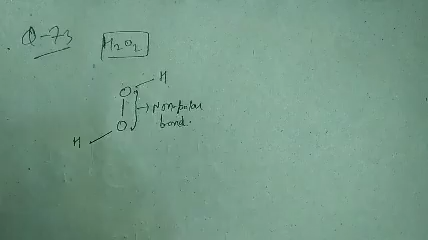 Q-73
H2O2
H
O
→ Non-polar
bond.
O
H